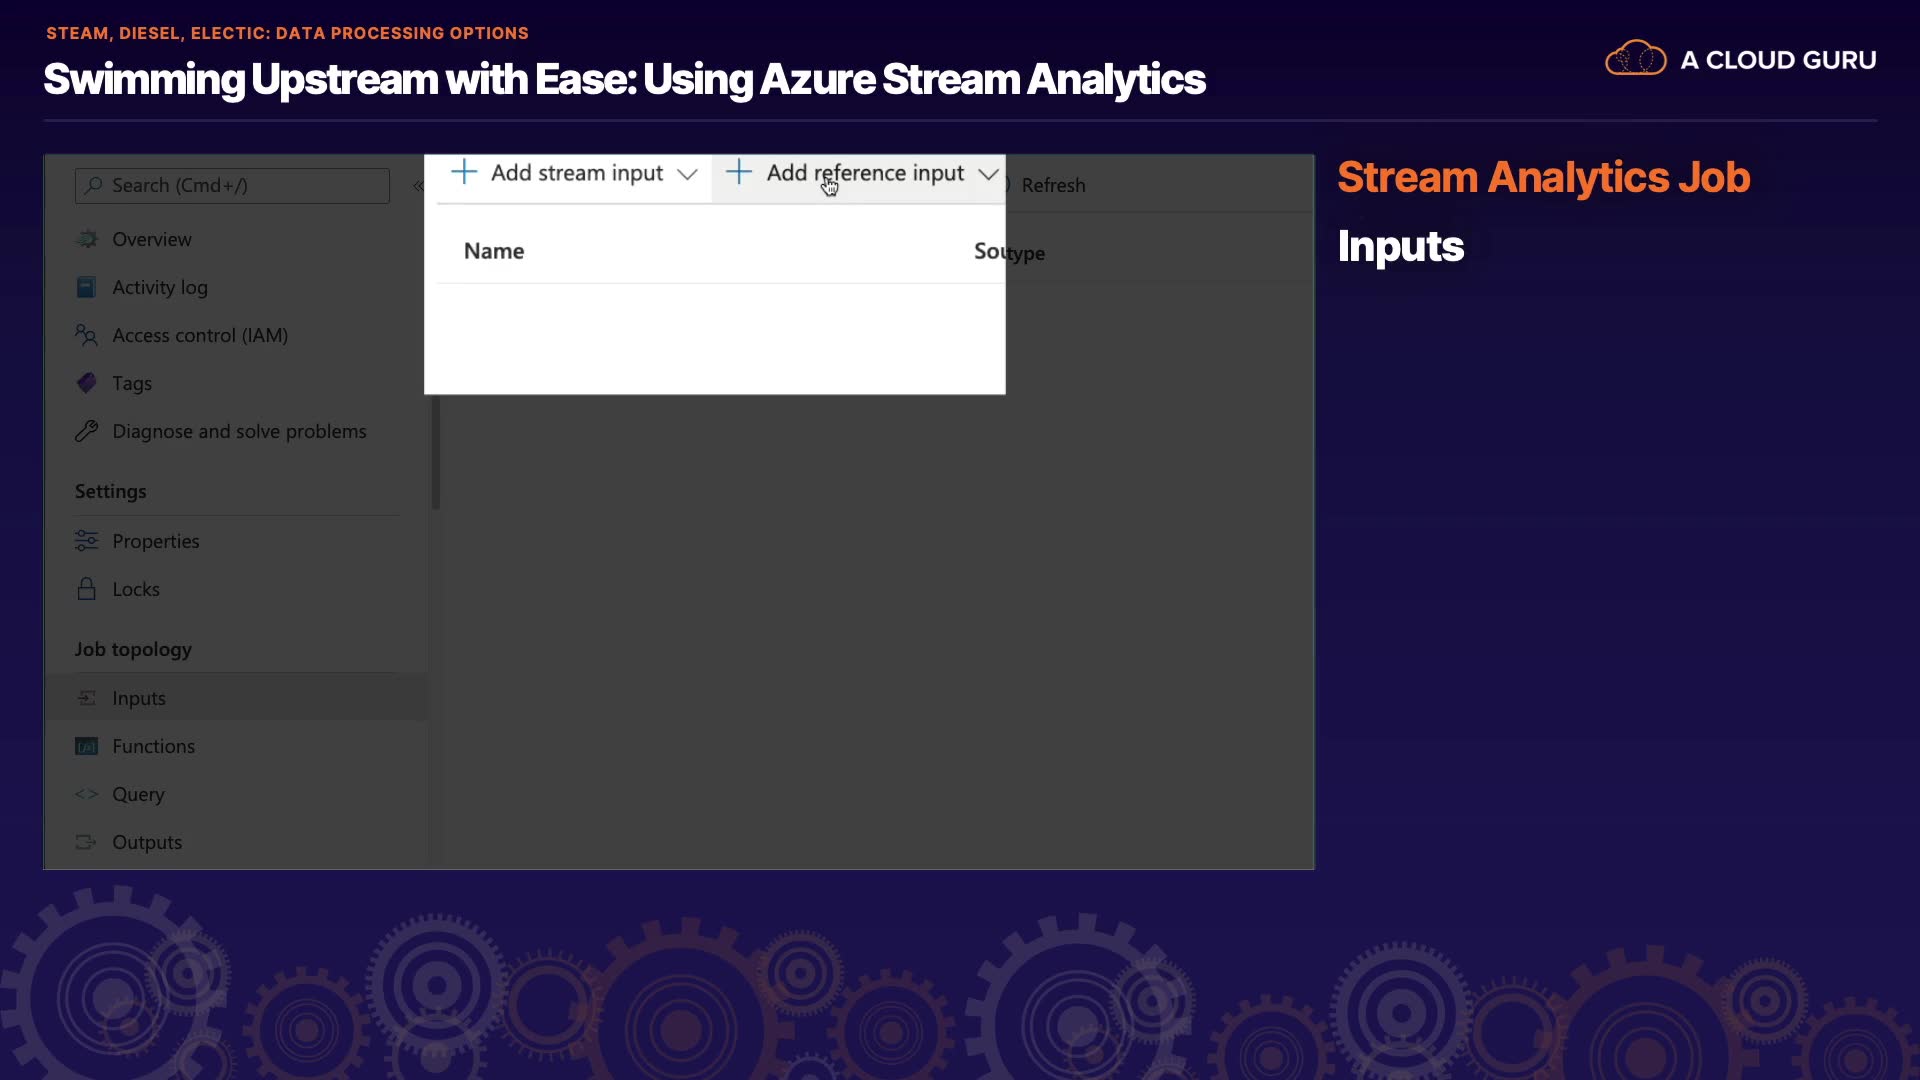 STEAM, DIESEL, ELECTIC: DATA PROCESSING OPTIONS
Swimming Upstream with Ease: Using Azure Stream Analytics
A CLOUD GURU
Search (Cmd+/)
«
Add stream input
Add reference input
Refresh
Name
Sou
type
Overview
Activity log
Access control (IAM)
Tags
Diagnose and solve problems
Settings
Properties
Locks
Job topology
Inputs
Functions
Query
Outputs
Stream Analytics Job
Inputs